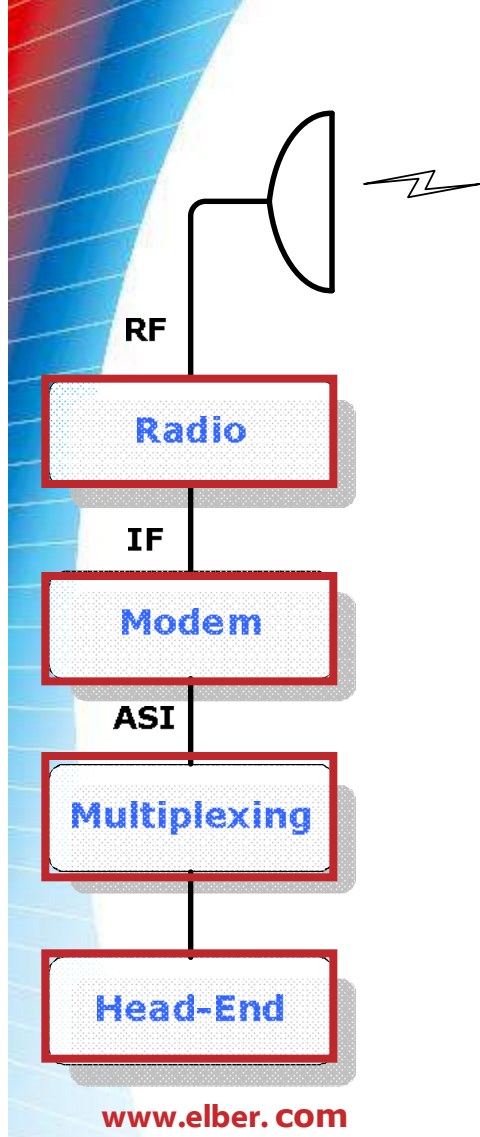 RF
Radio
IF
Modem
ASI
Multiplexing
Head-End
www.elber. com